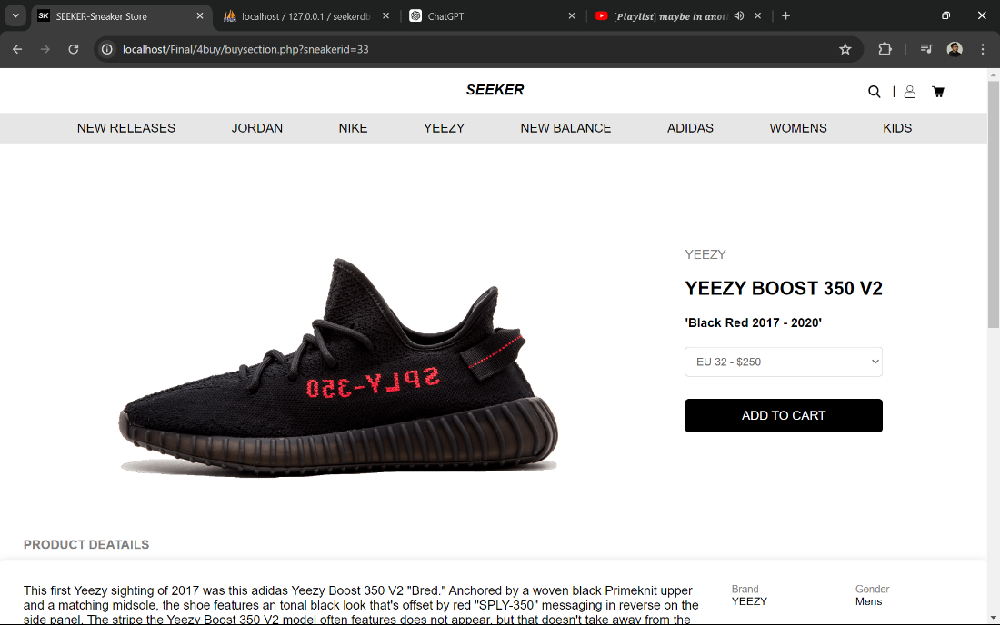 SK SEEKER-Sneaker Store
localhost / 127.0.0.1 / seekerdb
ChatGPT
[Playlist] maybe in anot
localhost/Final/4buy/buysection.php?sneakerid=33
SEEKER
NEW RELEASES JORDAN NIKE YEEZY NEW BALANCE ADIDAS WOMENS KIDS
YEEZY
YEEZY BOOST 350 V2
'Black Red 2017 - 2020'
EU 32 - $250
ADD TO CART
SPLY-350
PRODUCT DEATAILS
This first Yeezy sighting of 2017 was this adidas Yeezy Boost 350 V2 "Bred." Anchored by a woven black Primeknit upper
and a matching midsole, the shoe features an tonal black look that's offset by red "SPLY-350" messaging in reverse on the
side panel. The stripe the Yeezy Boost 350 V2 model often features does not appear, but that doesn't take away from the
Brand
YEEZY
Gender
Mens